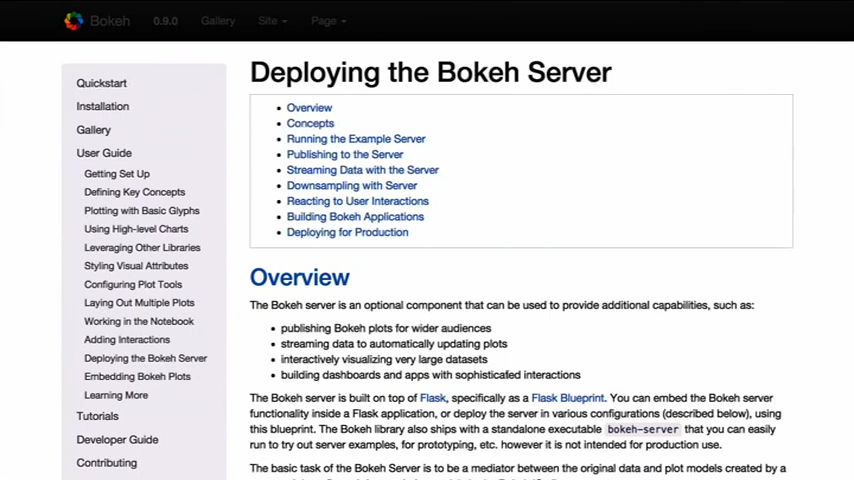 Bokeh 0.9.0 Gallery Site Page
Quickstart
Installation
Gallery
User Guide
Getting Set Up
Defining Key Concepts
Plotting with Basic Glyphs
Using High-level Charts
Leveraging Other Libraries
Styling Visual Attributes
Configuring Plot Tools
Laying Out Multiple Plots
Working in the Notebook
Adding Interactions
Deploying the Bokeh Server
Embedding Bokeh Plots
Learning More
Tutorials
Developer Guide
Contributing
Deploying the Bokeh Server
Overview
Concepts
Running the Example Server
Publishing to the Server
Streaming Data with the Server
Downsampling with Server
Reacting to User Interactions
Building Bokeh Applications
Deploying for Production
Overview
The Bokeh server is an optional component that can be used to provide additional capabilities, such as:
publishing Bokeh plots for wider audiences
streaming data to automatically updating plots
interactively visualizing very large datasets
building dashboards and apps with sophisticated interactions
The Bokeh server is built on top of Flask, specifically as a Flask Blueprint. You can embed the Bokeh server
functionality inside a Flask application, or deploy the server in various configurations (described below), using
this blueprint. The Bokeh library also ships with a standalone executable bokeh-server that you can easily
run to try out server examples, for prototyping, etc. however it is not intended for production use.
The basic task of the Bokeh Server is to be a mediator between the original data and plot models created by a